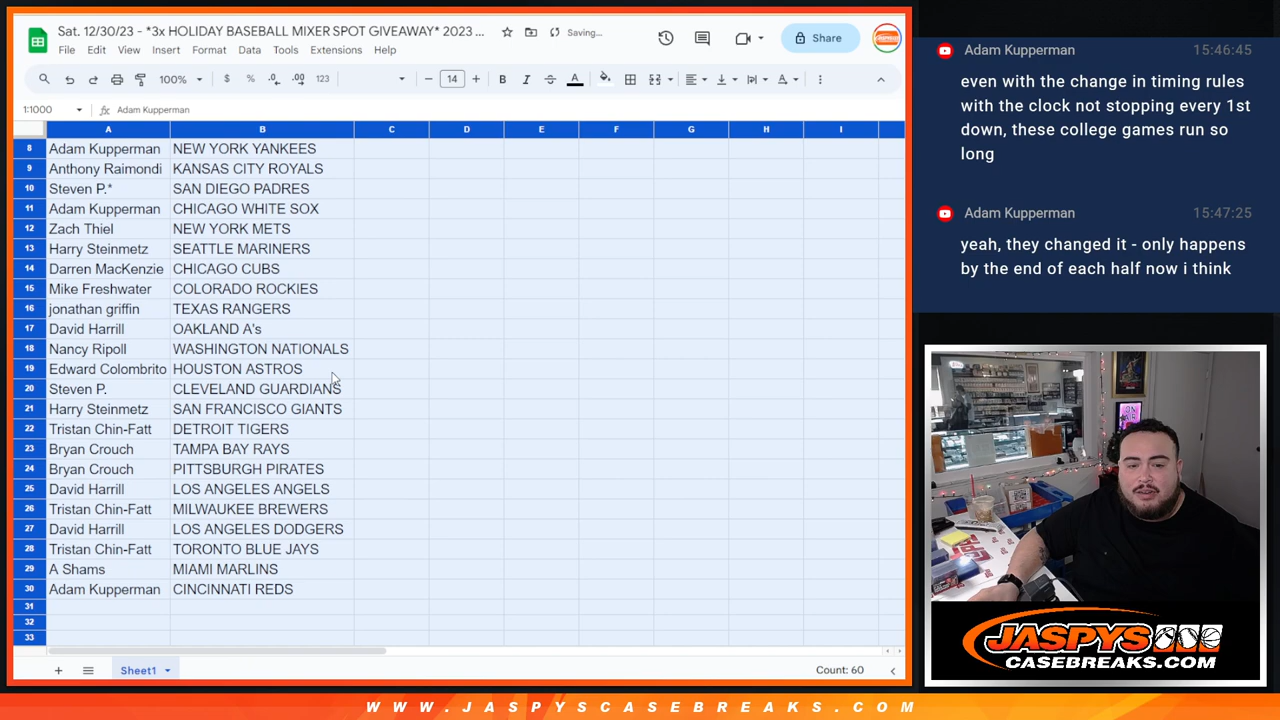 Sat. 12/30/23 - *3x HOLIDAY BASEBALL MIXER SPOT GIVEAWAY* 2023 ...
Saving...
File Edit View Insert Format Data Tools Extensions Help
Share
100% $ % .0 .00 123 14 B I A
1:1000 fx Adam Kupperman
A B C D E F G H I
8 Adam Kupperman NEW YORK YANKEES
9 Anthony Raimondi KANSAS CITY ROYALS
10 Steven P.* SAN DIEGO PADRES
11 Adam Kupperman CHICAGO WHITE SOX
12 Zach Thiel NEW YORK METS
13 Harry Steinmetz SEATTLE MARINERS
14 Darren MacKenzie CHICAGO CUBS
15 Mike Freshwater COLORADO ROCKIES
16 jonathan griffin TEXAS RANGERS
17 David Harrill OAKLAND A's
18 Nancy Ripoll WASHINGTON NATIONALS
19 Edward Colombrito HOUSTON ASTROS
20 Steven P. CLEVELAND GUARDIANS
21 Harry Steinmetz SAN FRANCISCO GIANTS
22 Tristan Chin-Fatt DETROIT TIGERS
23 Bryan Crouch TAMPA BAY RAYS
24 Bryan Crouch PITTSBURGH PIRATES
25 David Harrill LOS ANGELES ANGELS
26 Tristan Chin-Fatt MILWAUKEE BREWERS
27 David Harrill LOS ANGELES DODGERS
28 Tristan Chin-Fatt TORONTO BLUE JAYS
29 A Shams MIAMI MARLINS
30 Adam Kupperman CINCINNATI REDS
31
32
33
Sheet1
Count: 60
Adam Kupperman 15:46:45
even with the change in timing rules
with the clock not stopping every 1st
down, these college games run so
long
Adam Kupperman 15:47:25
yeah, they changed it - only happens
by the end of each half now i think
JASPYS
CASEBREAKS.COM
WWW.JASPYSCASEBREAKS.COM